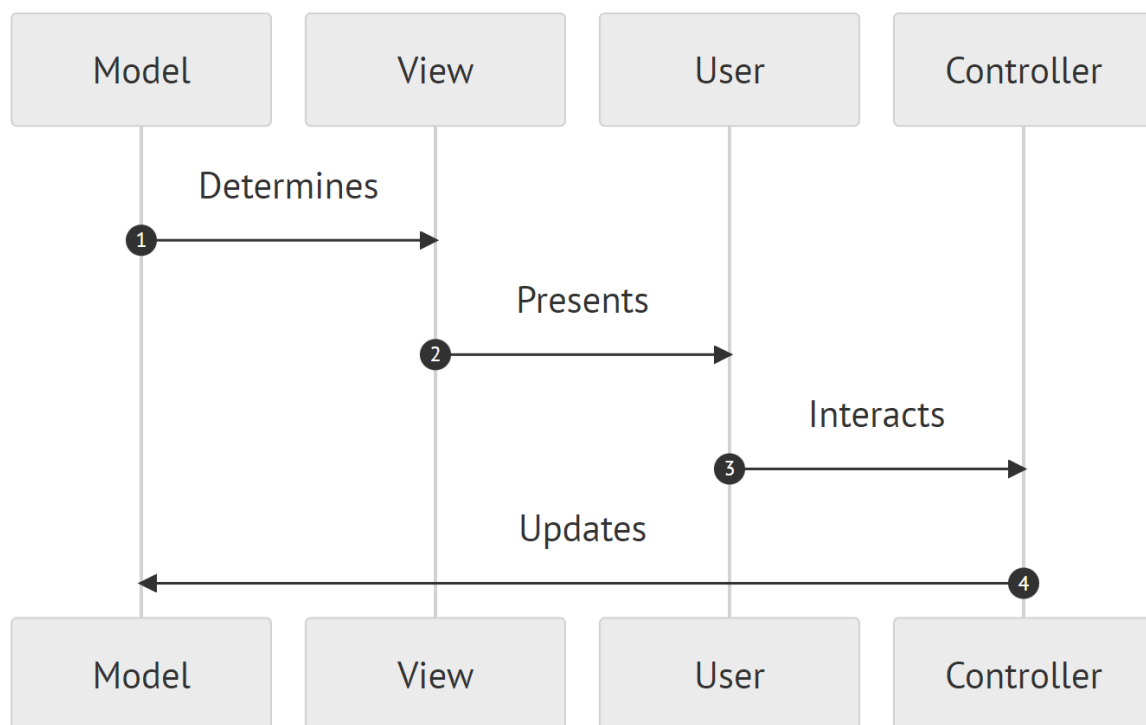 Model
View
User
Controller
Determines
1
Presents
2
Interacts
3
Updates
4
Model
View
User
Controller